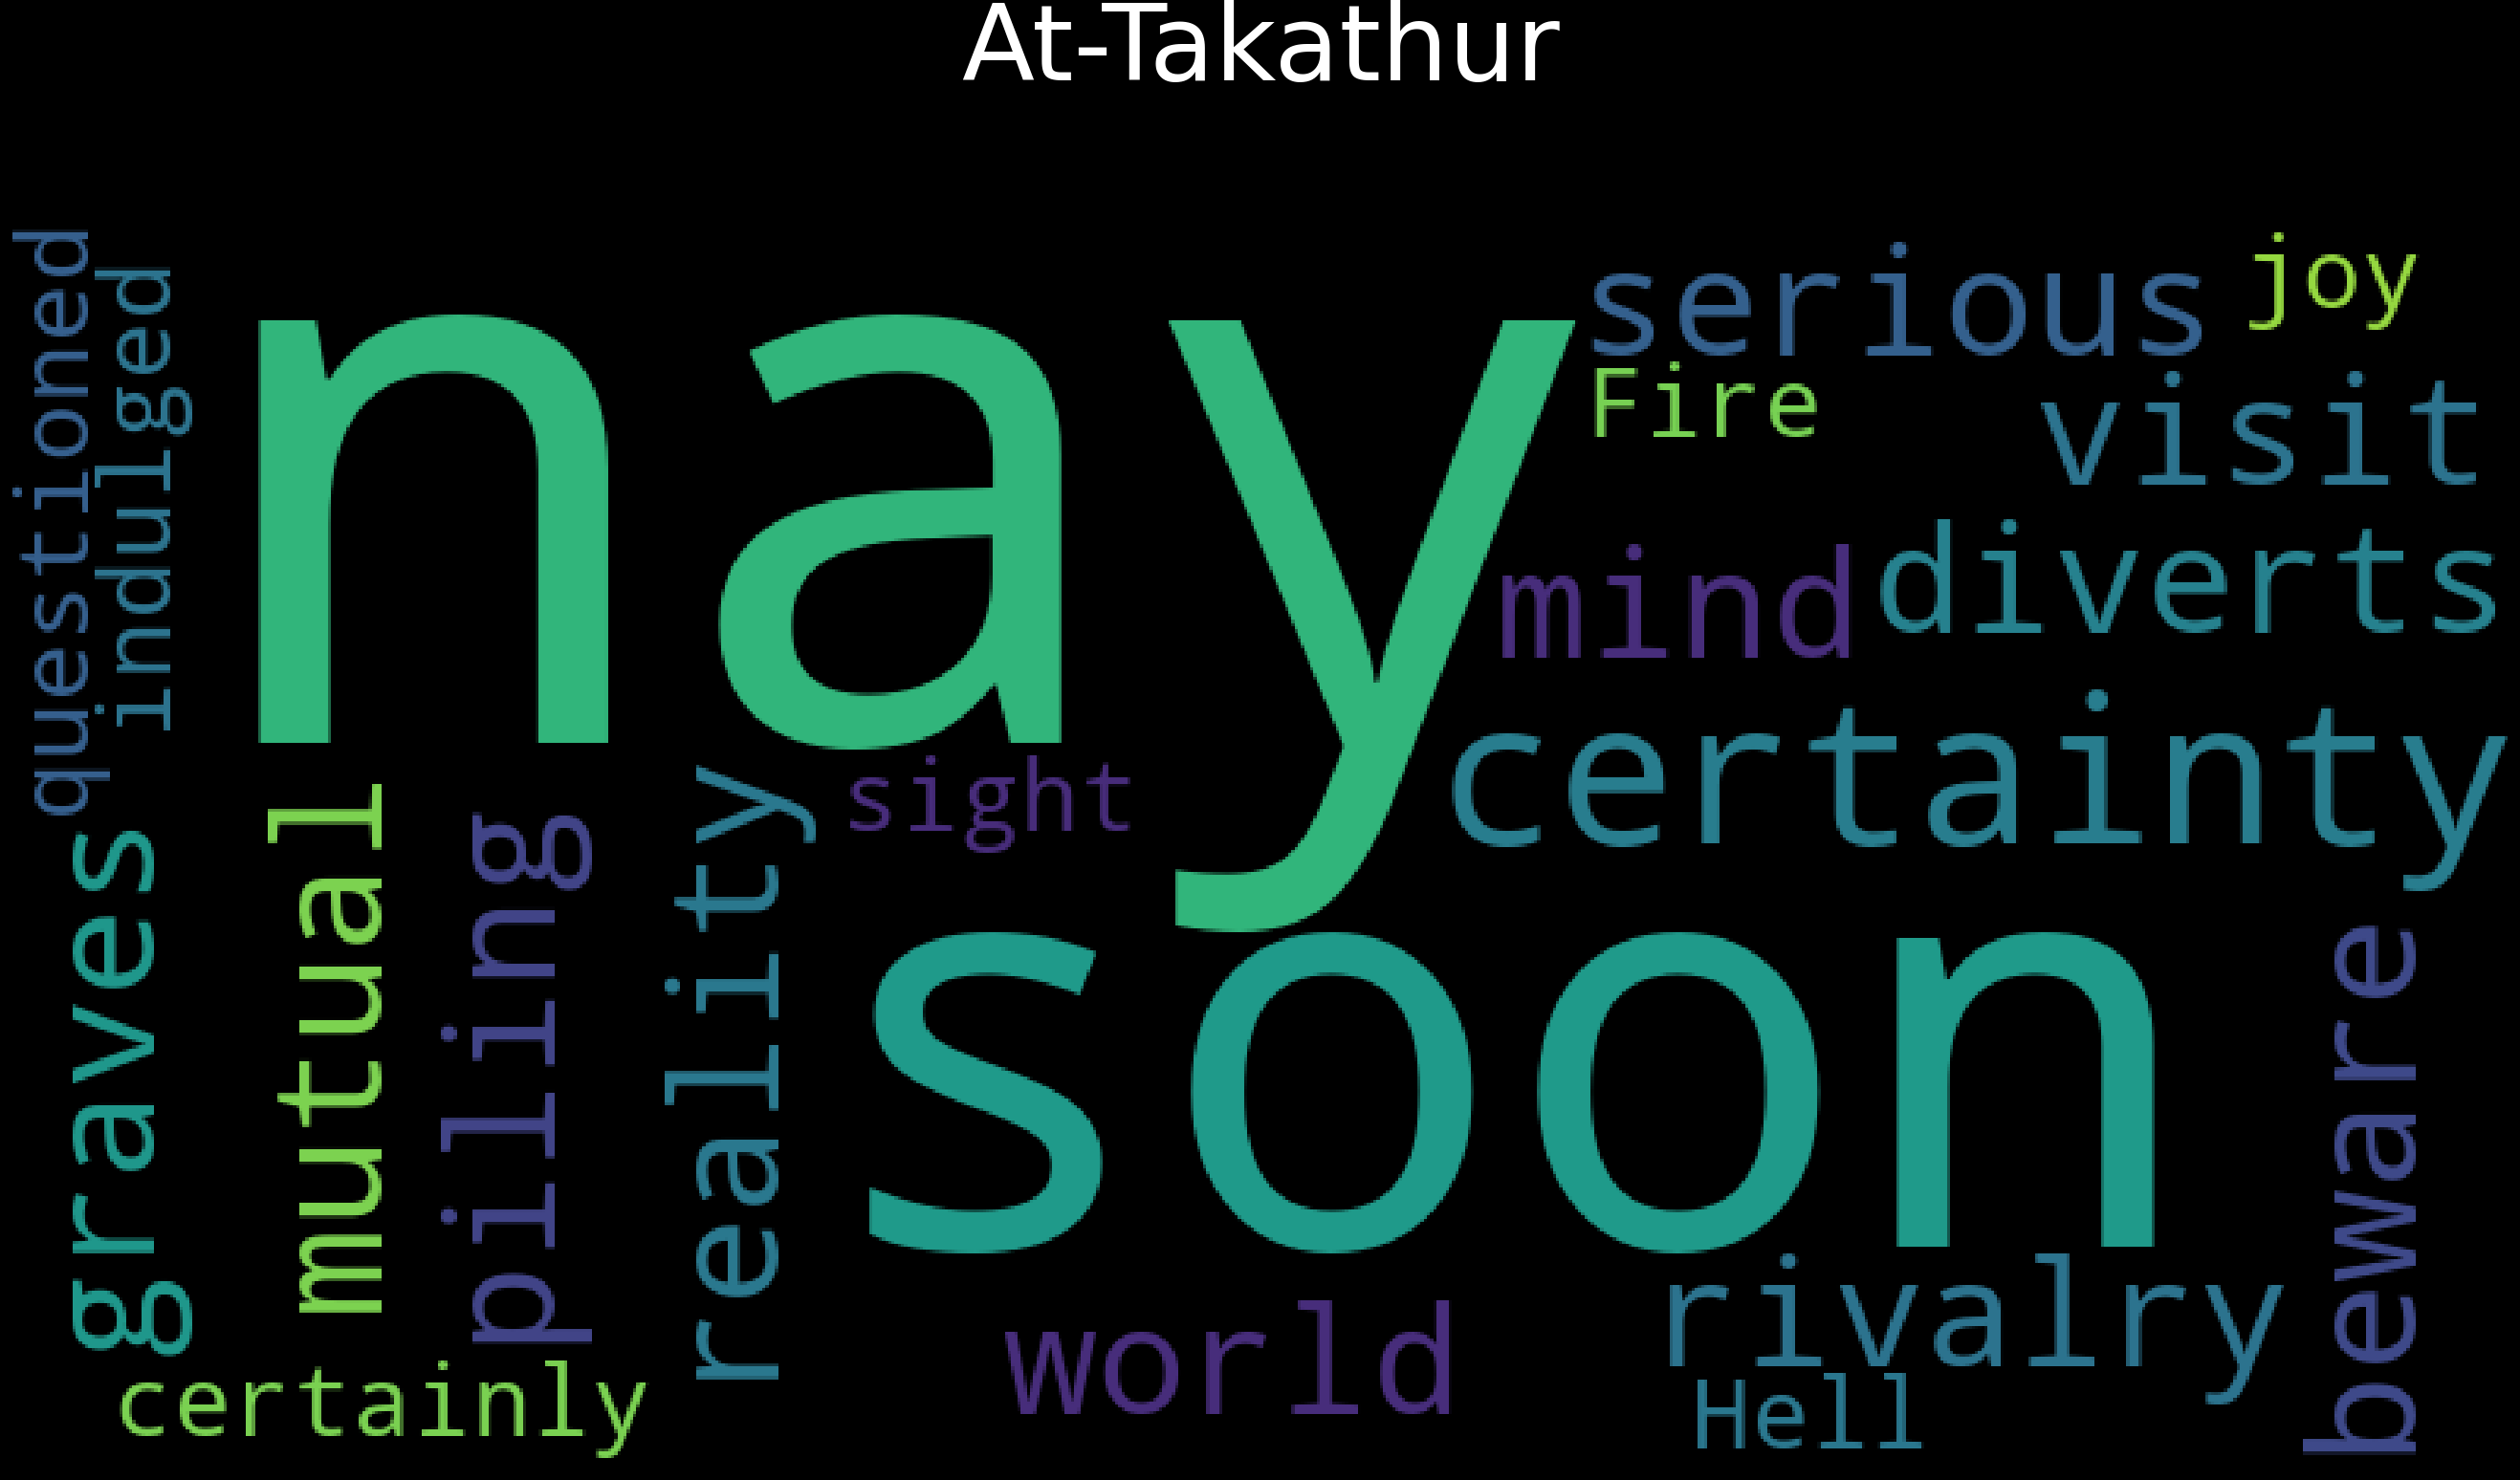 At-Takathur
questioned
indulged
nay
serious
joy
Fire
visit
mind
diverts
certainty
sight
graves
mutual
piling
reality
soon
beware
world
rivalry
certainly
Hell